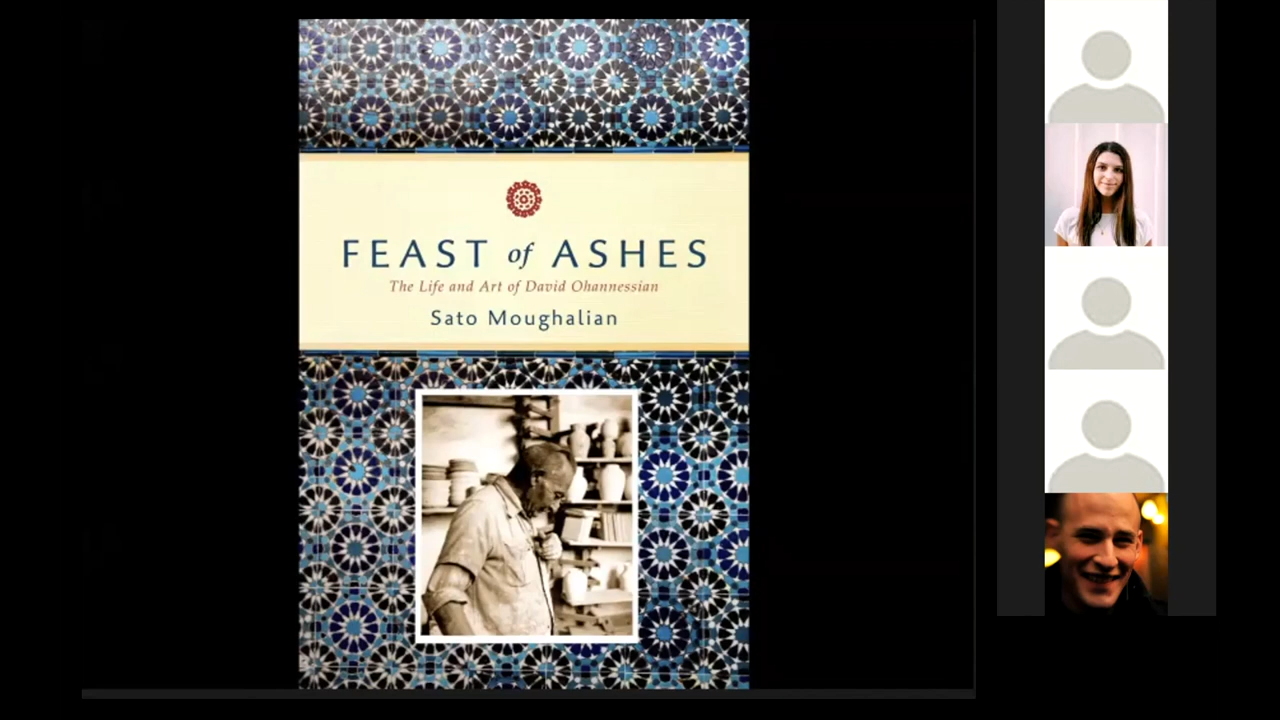 FEAST of ASHES
The Life and Art of David Ohannessian
Sato Moughalian